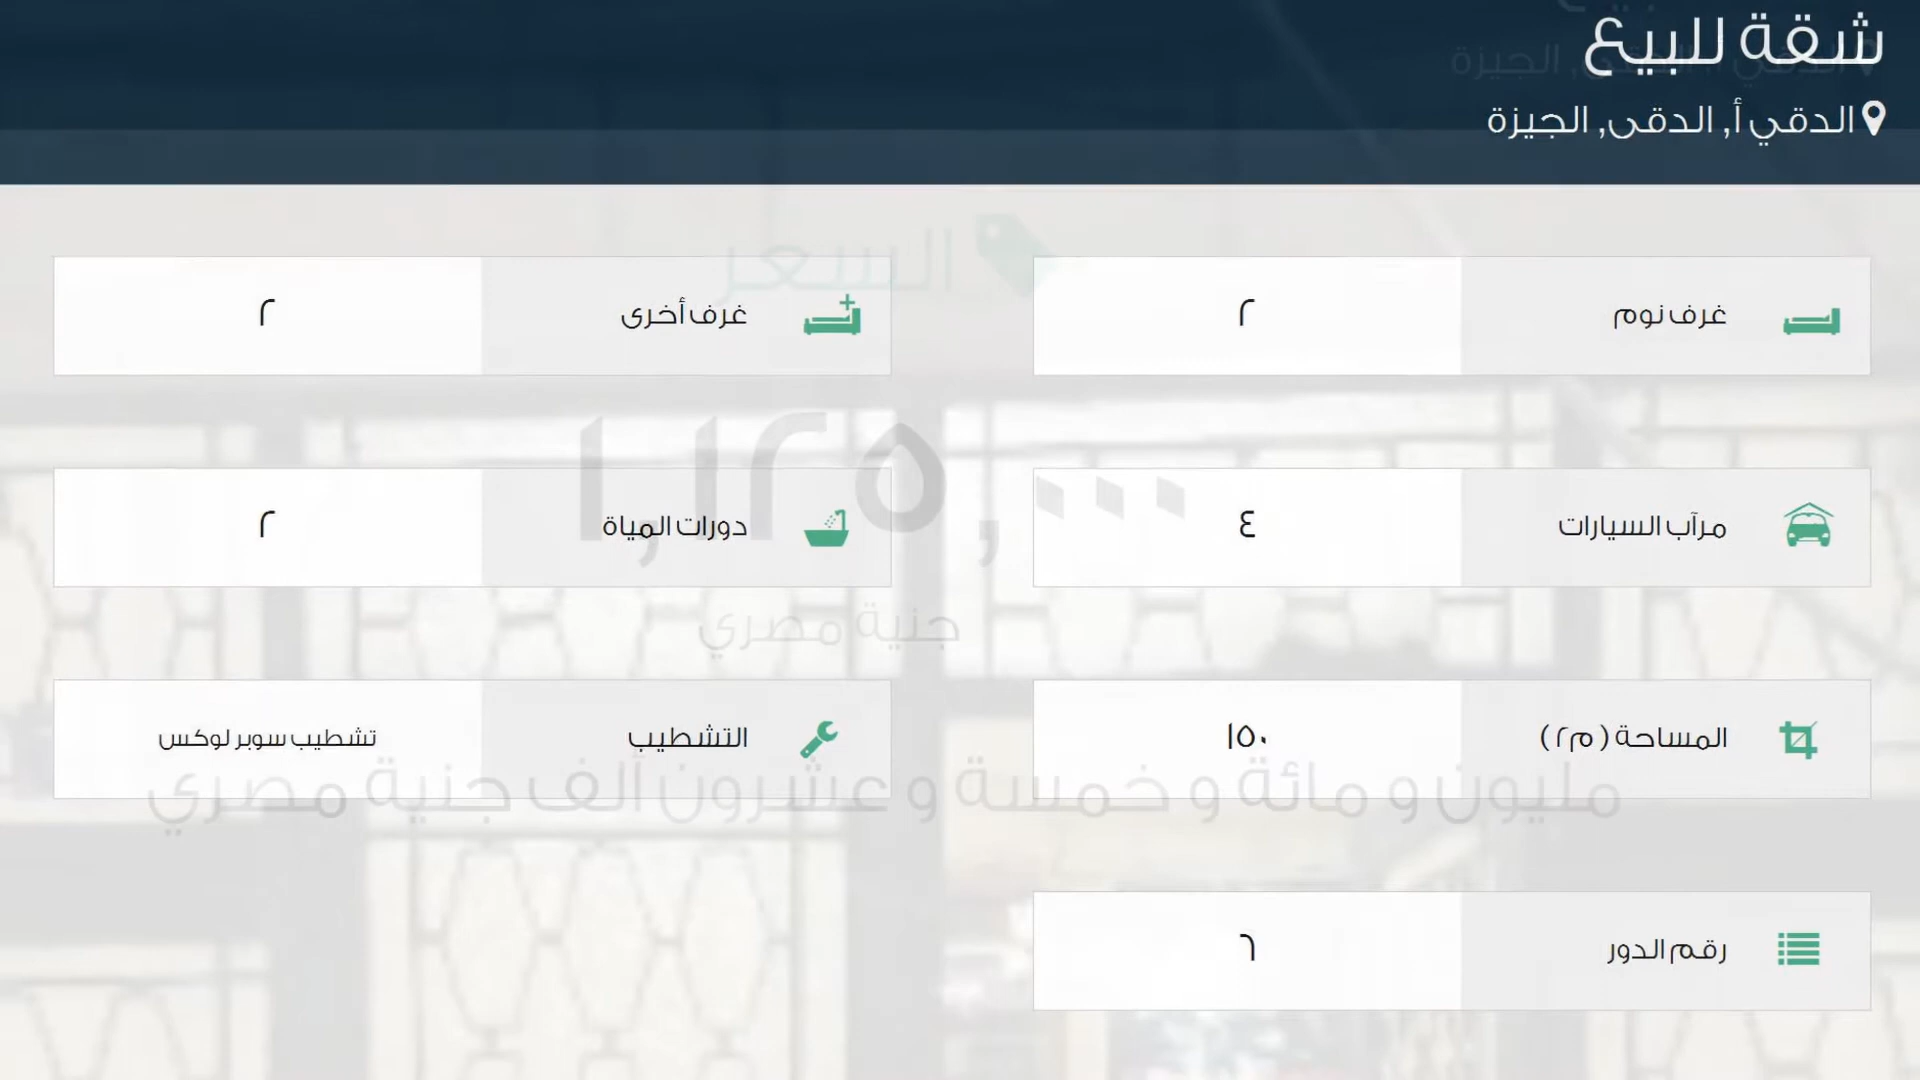 شقة للبيع
الدقي أ, الدقى, الجيزة
السعر
غرف نوم ٢
غرف أخرى ٢
١,١٢٥,٠٠٠
مرآب السيارات ٤
دورات المياة ٢
جنية مصري
المساحة (م٢) ١٥٠
التشطيب تشطيب سوبر لوكس
مليون و مائة و خمسة و عشرون ألف جنية مصري
رقم الدور ٦